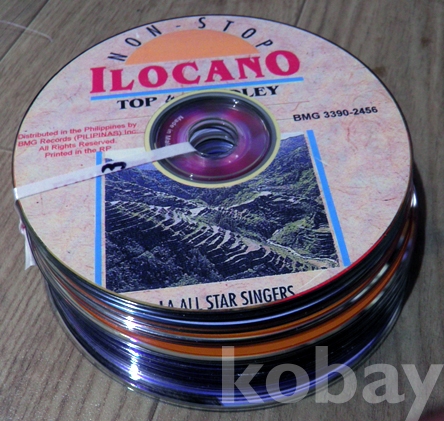 NON-STOP
ILOCANO
TOP
BMG 3390-2456
Distributed in the Philippines by
BMG Records (PILIPINAS) Inc.
All Rights Reserved.
Printed in the RP.
ALL STAR SINGERS
kobay